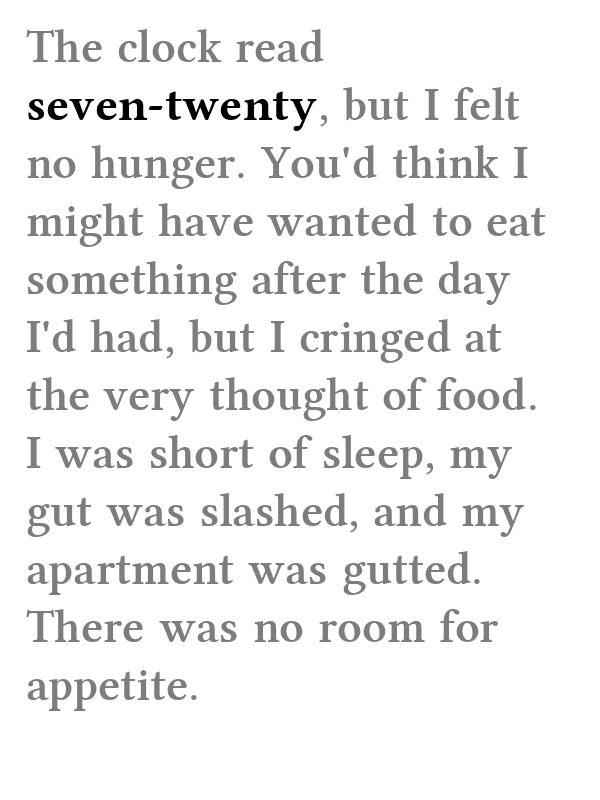 The clock read
seven-twenty, but I felt
no hunger. You'd think I
might have wanted to eat
something after the day
I'd had, but I cringed at
the very thought of food.
I was short of sleep, my
gut was slashed, and my
apartment was gutted.
There was no room for
appetite.